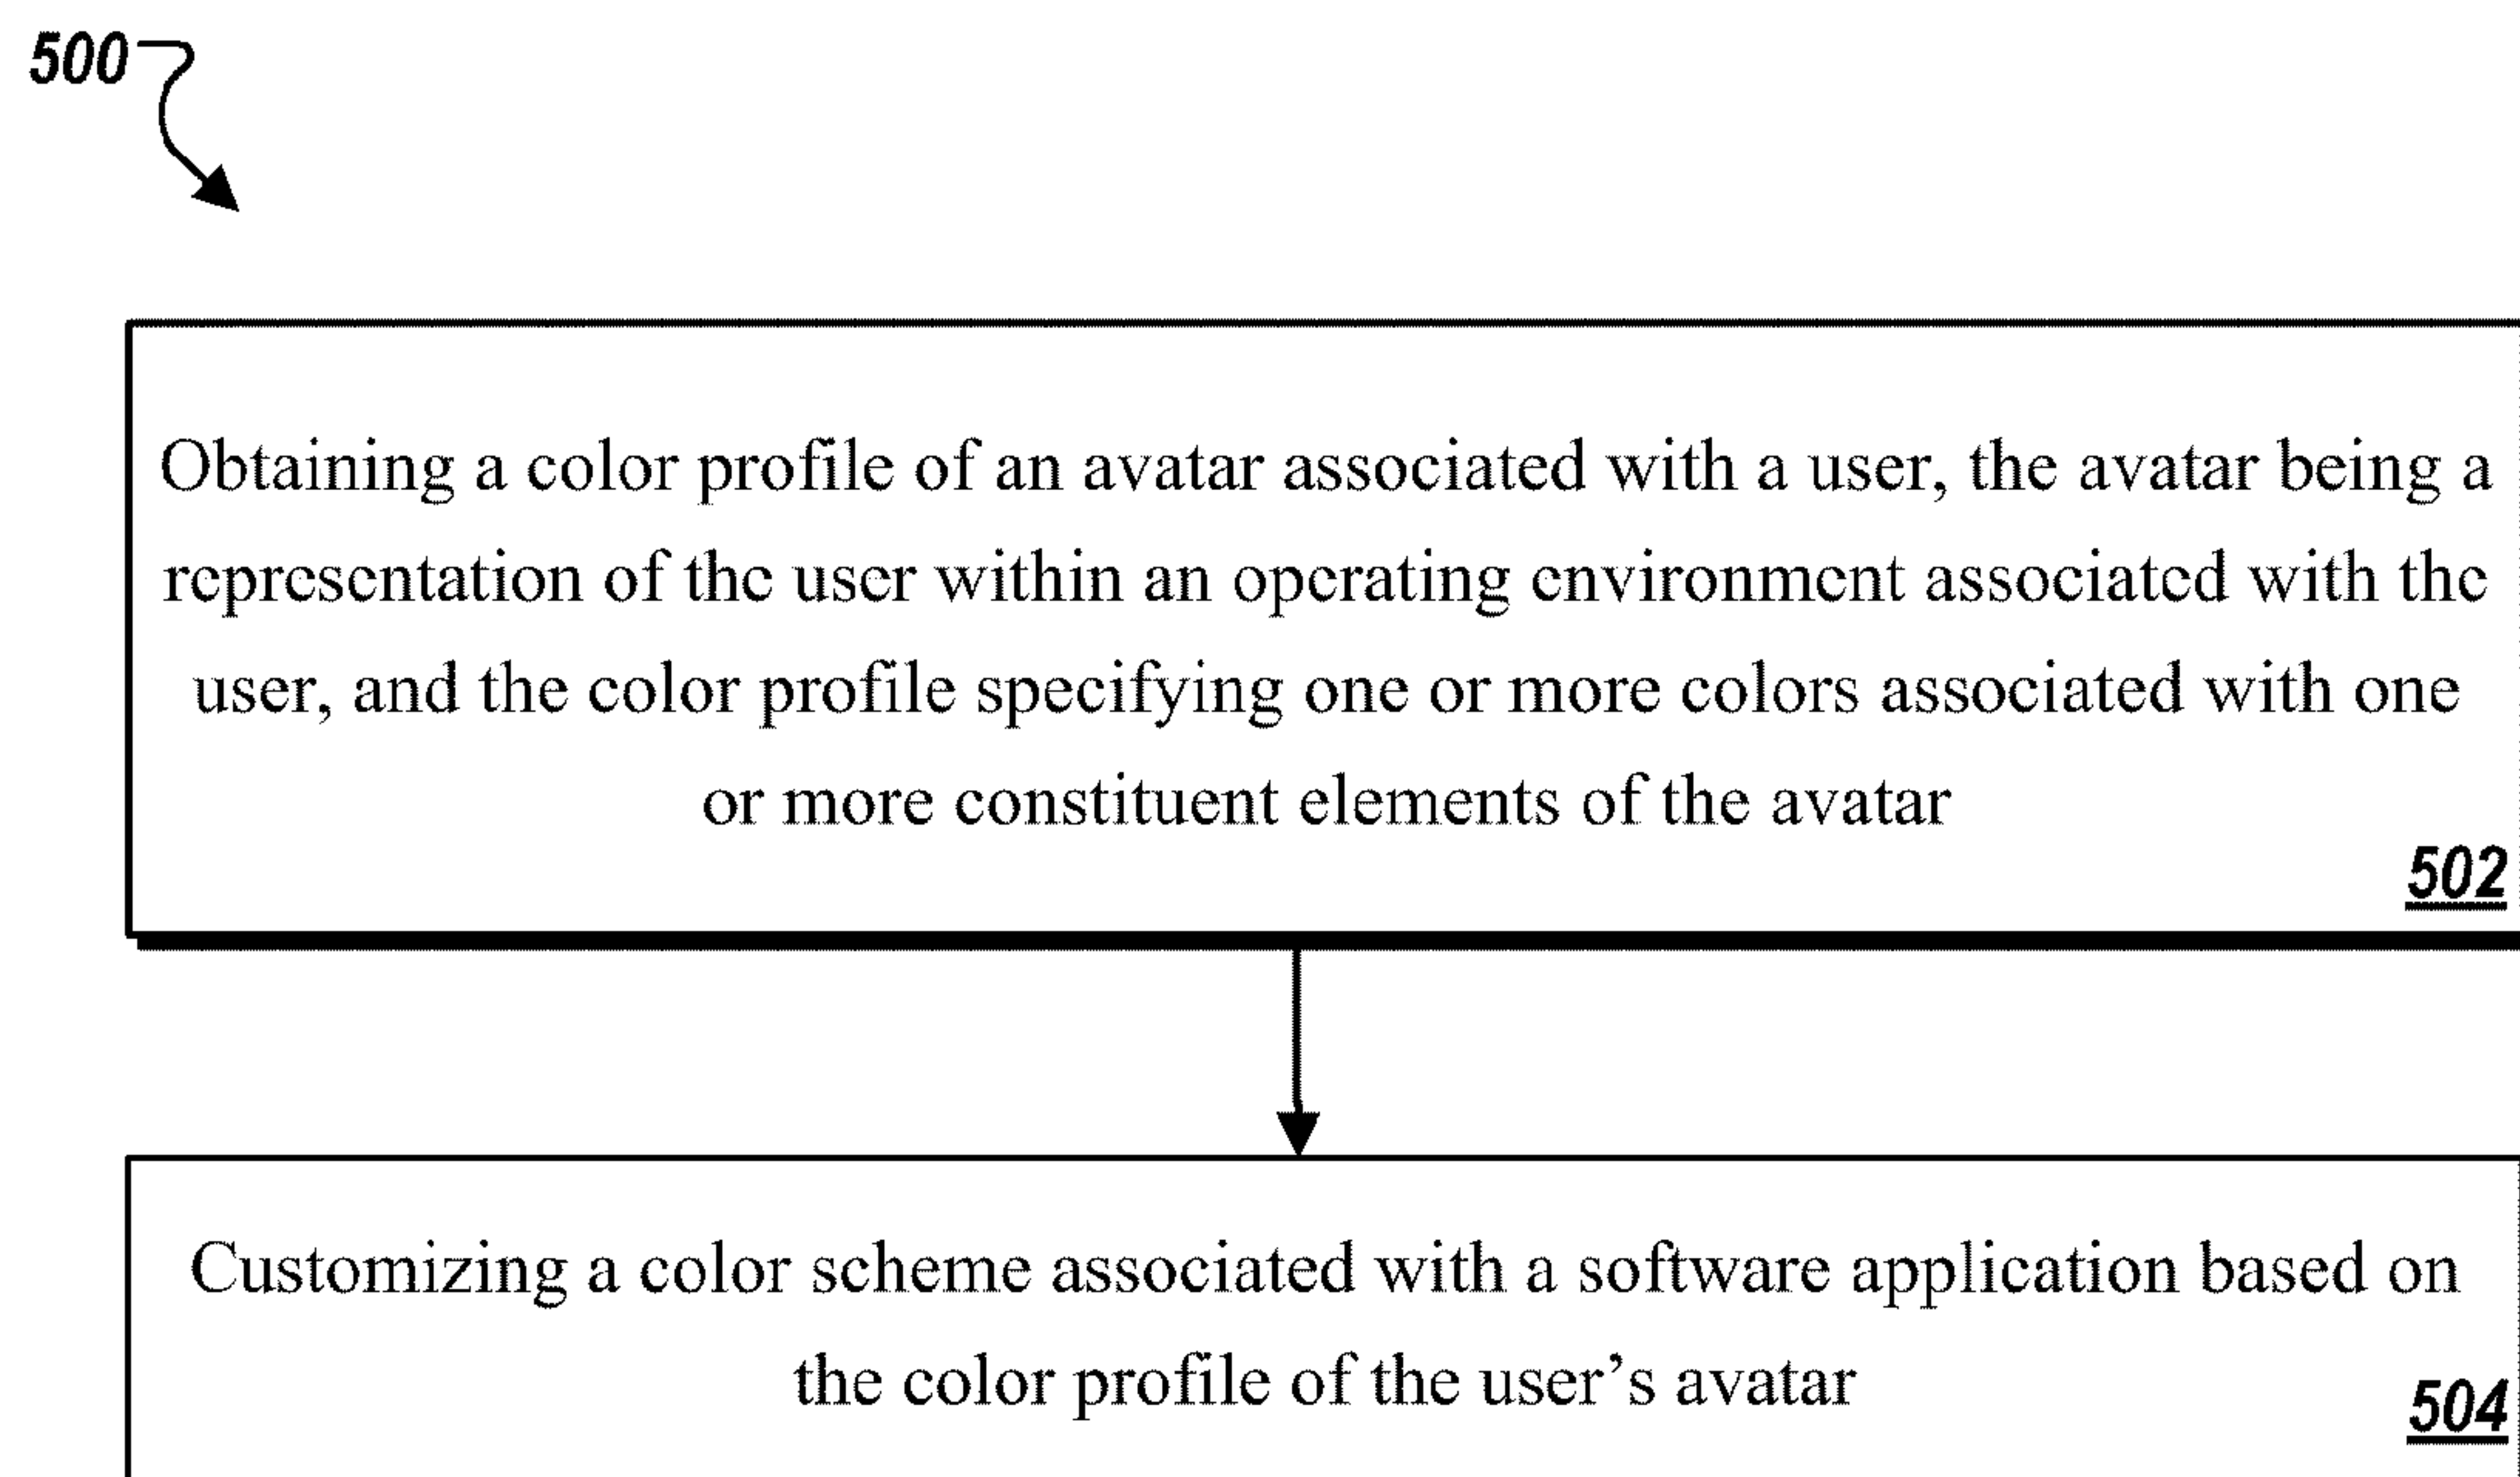 500
Obtaining a color profile of an avatar associated with a user, the avatar being a
representation of the user within an operating environment associated with the
user, and the color profile specifying one or more colors associated with one
or more constituent elements of the avatar
502
Customizing a color scheme associated with a software application based on
the color profile of the user’s avatar
504